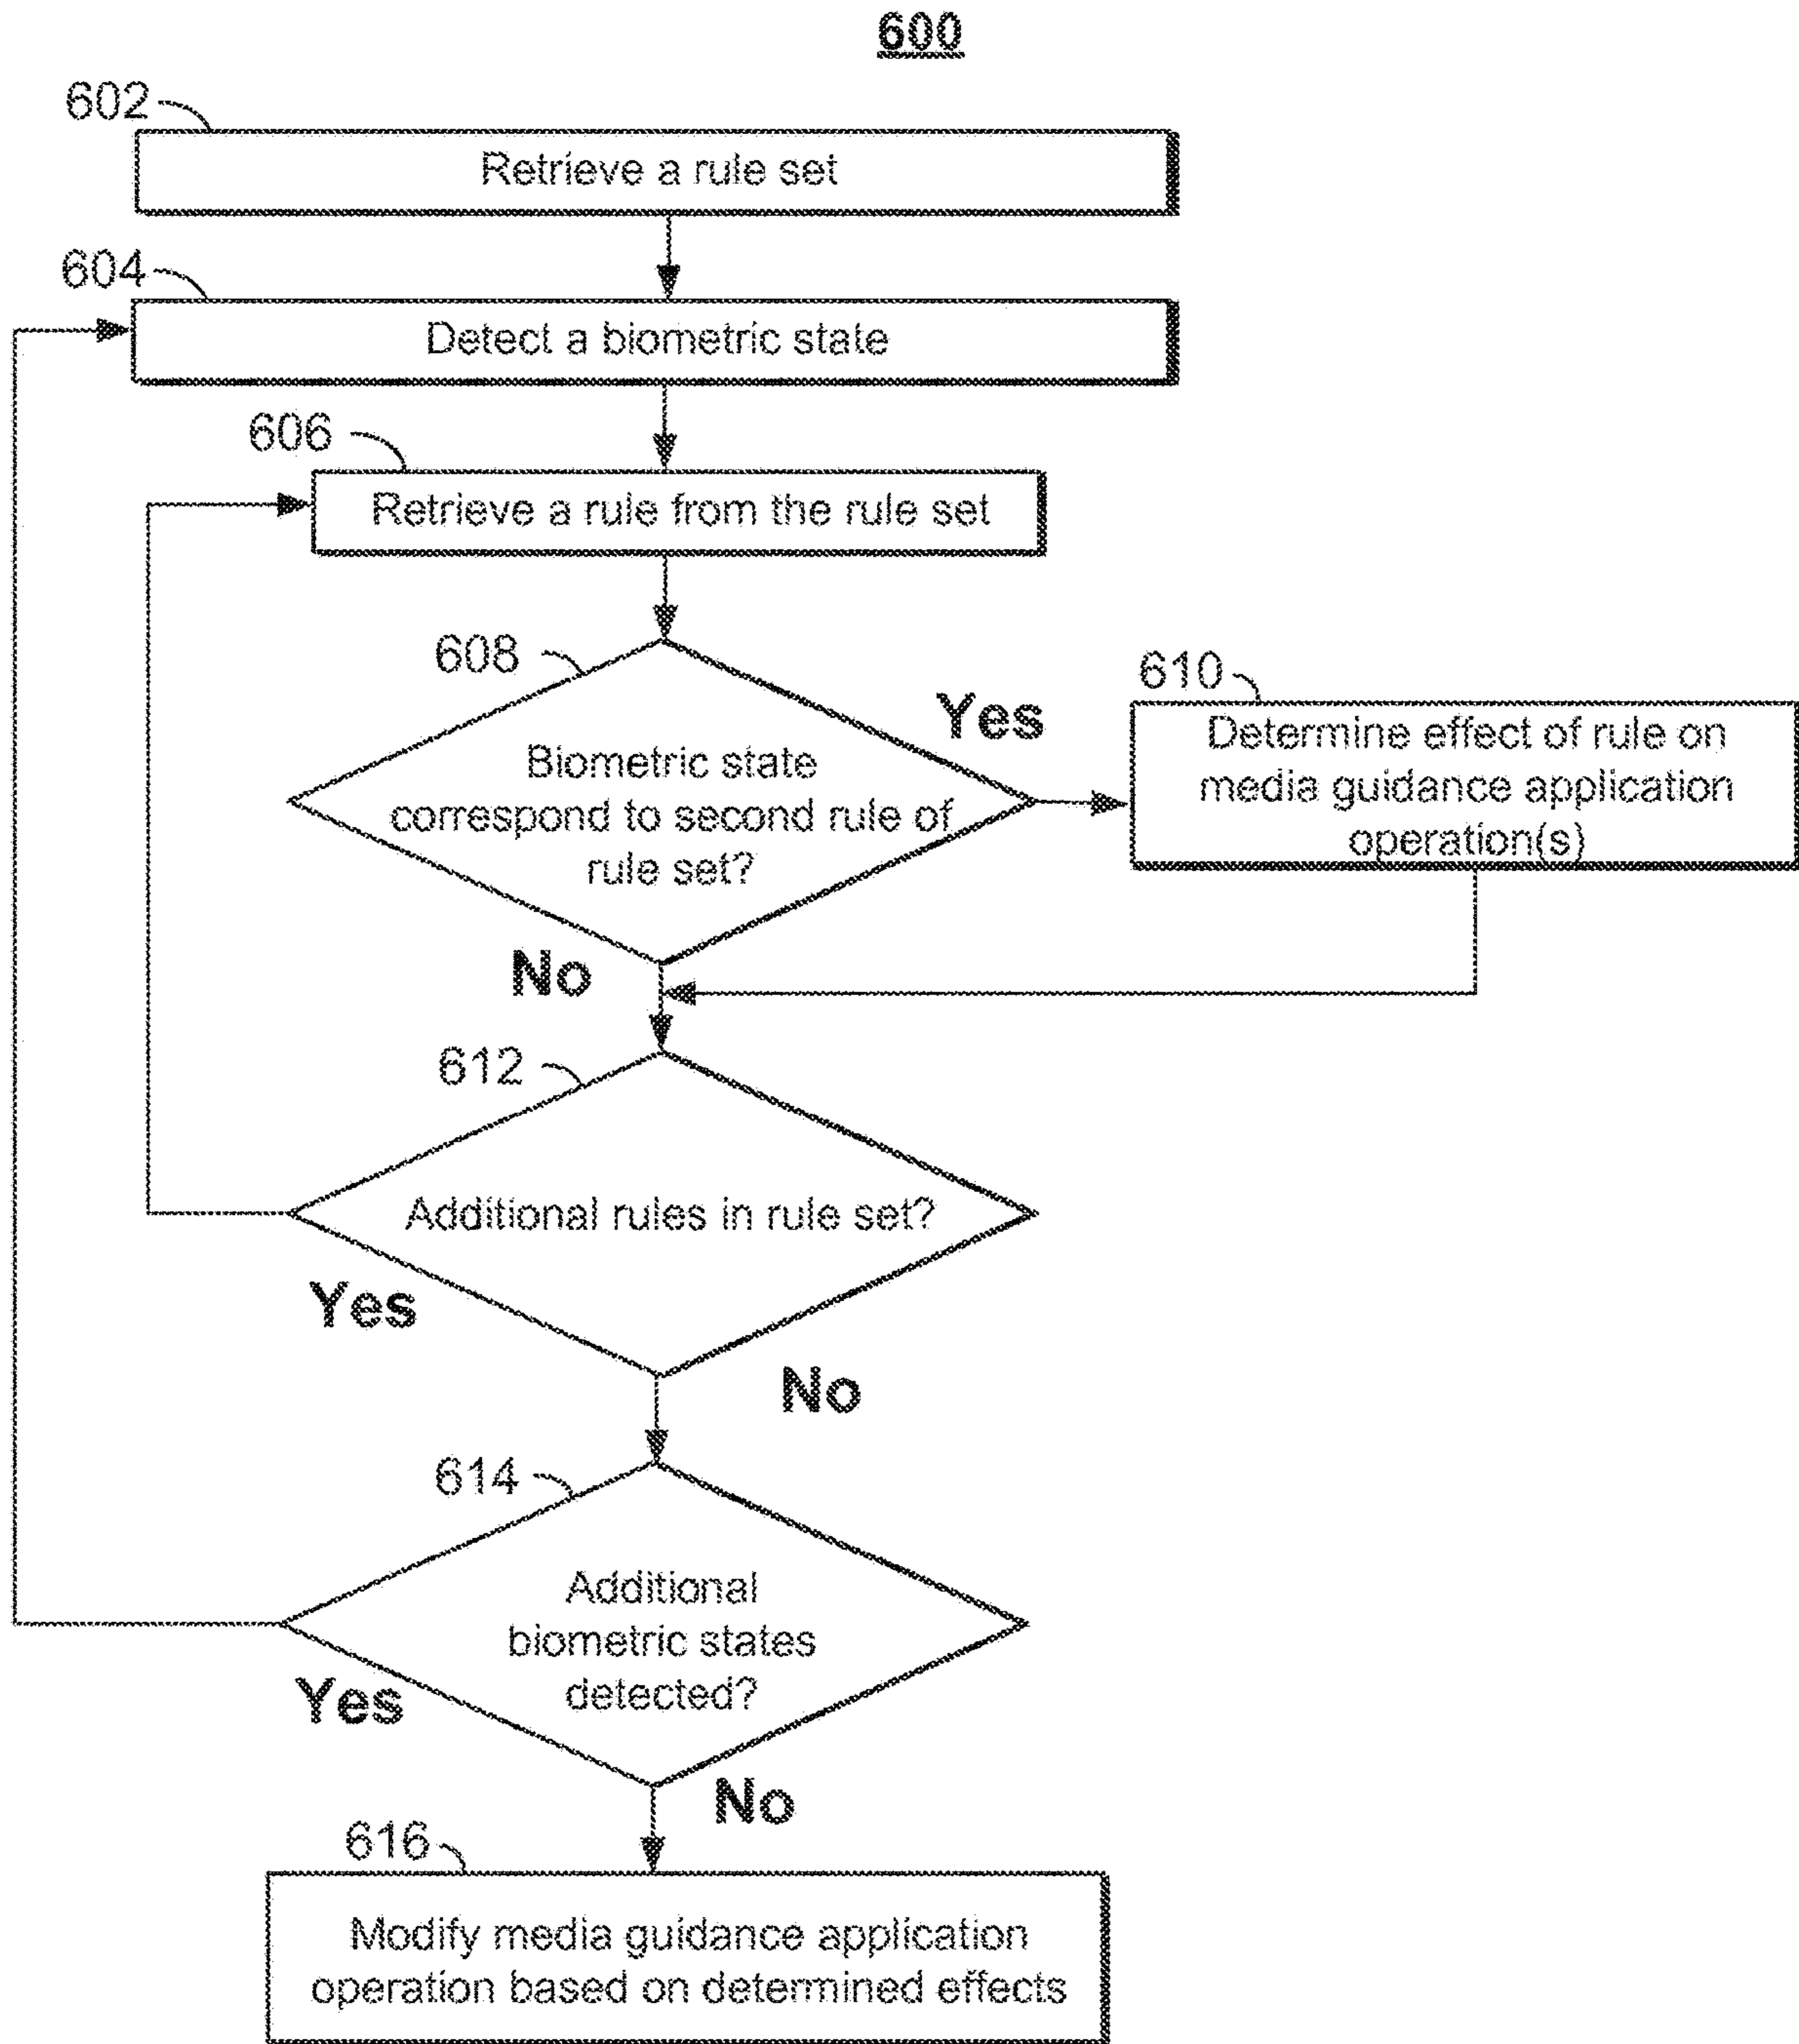 600
602
Retrieve a rule set
604
Detect a biometric state
606
Retrieve a rule from the rule set
608
Yes
610
Determine effect of rule on
media guidance application
operation(s)
Biometric state
correspond to second rule of
rule set?
No
612
Additional rules in rule set?
Yes
No
614
Additional
biometric states
detected?
Yes
No
616
Modify media guidance application
operation based on determined effects